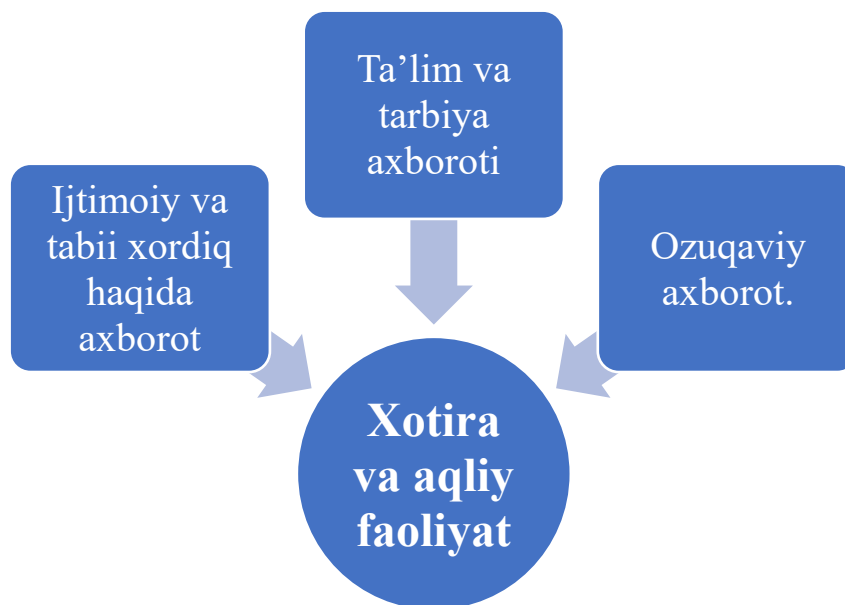 Ta’lim va
tarbiya
axboroti
Ijtimoiy va
tabii xordiq
haqida
axborot
Ozuqaviy
axborot.
Xotira
va aqliy
faoliyat